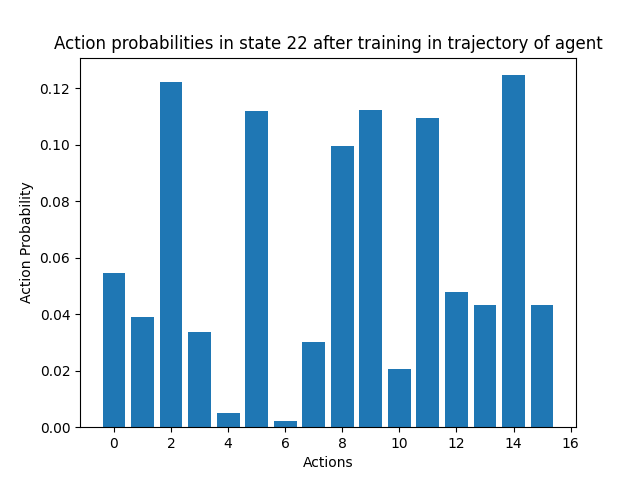 Action probabilities in state 22 after training in trajectory of agent
0.12
0.10
0.08
0.06
0.04
0.02
0.00
Action Probability
0 2 4 6 8 10 12 14 16
Actions